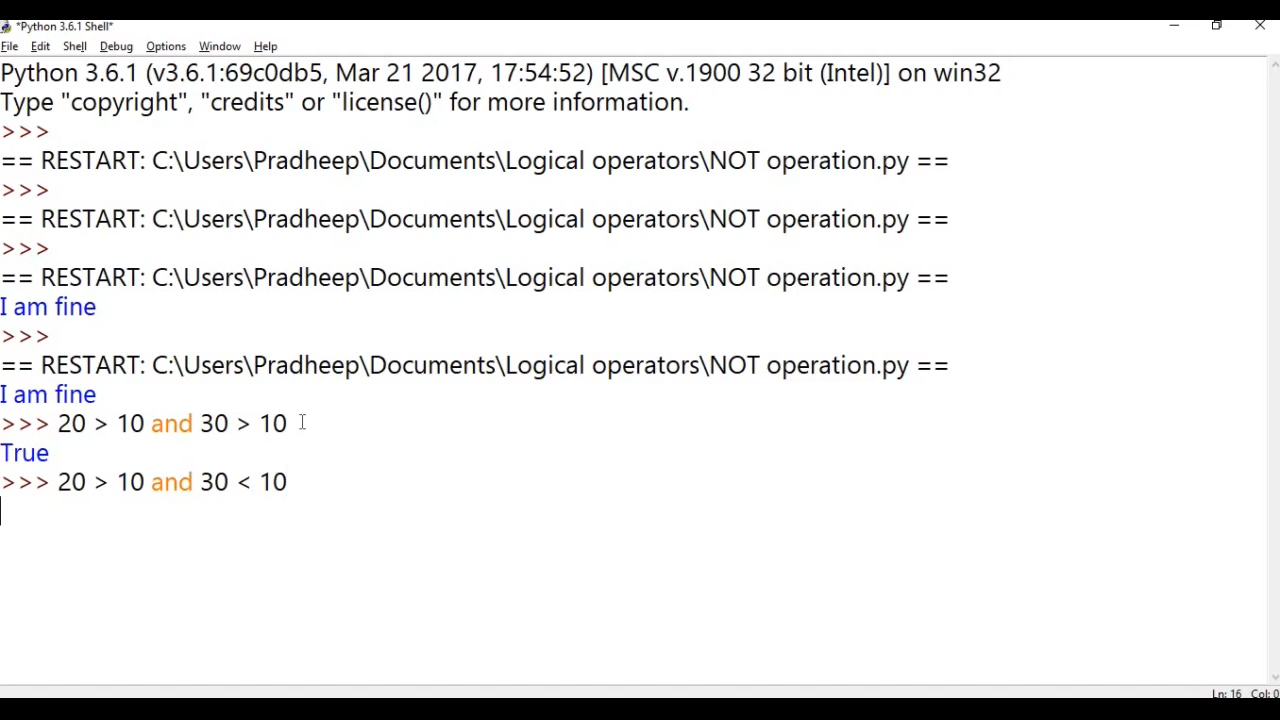 *Python 3.6.1 Shell*
File Edit Shell Debug Options Window Help
Python 3.6.1 (v3.6.1:69c0db5, Mar 21 2017, 17:54:52) [MSC v.1900 32 bit (Intel)] on win32
Type "copyright", "credits" or "license()" for more information.
>>>
== RESTART: C:\Users\Pradheep\Documents\Logical operators\NOT operation.py ==
>>>
== RESTART: C:\Users\Pradheep\Documents\Logical operators\NOT operation.py ==
>>>
== RESTART: C:\Users\Pradheep\Documents\Logical operators\NOT operation.py ==
I am fine
>>>
== RESTART: C:\Users\Pradheep\Documents\Logical operators\NOT operation.py ==
I am fine
>>> 20 > 10 and 30 > 10
True
>>> 20 > 10 and 30 < 10
Ln: 16 Col: 0